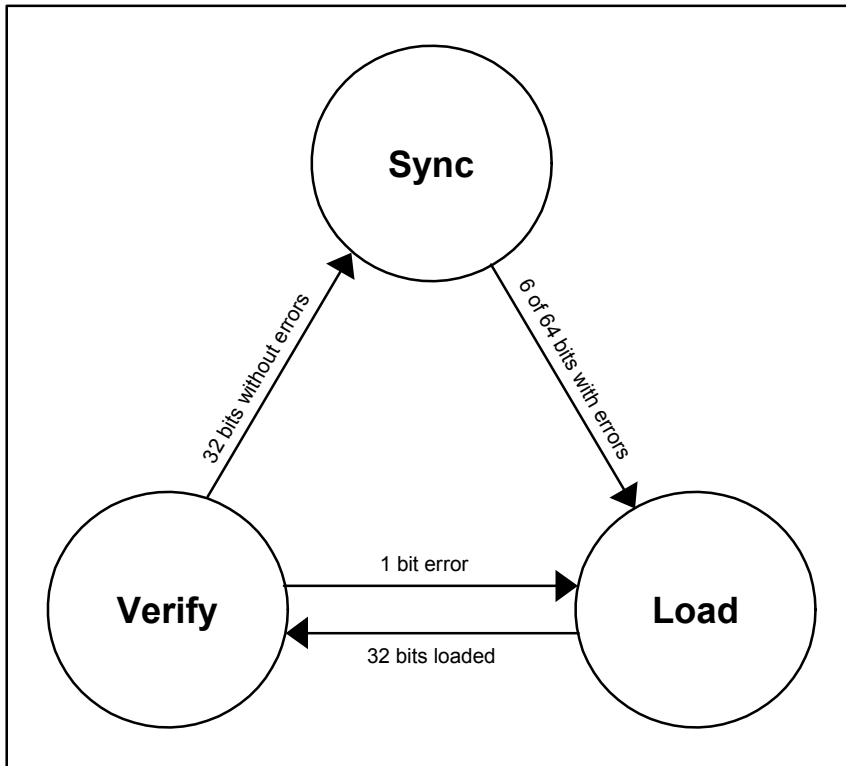 Sync
32 bits without errors
6 of 64 bits with errors
1 bit error
Verify
Load
32 bits loaded